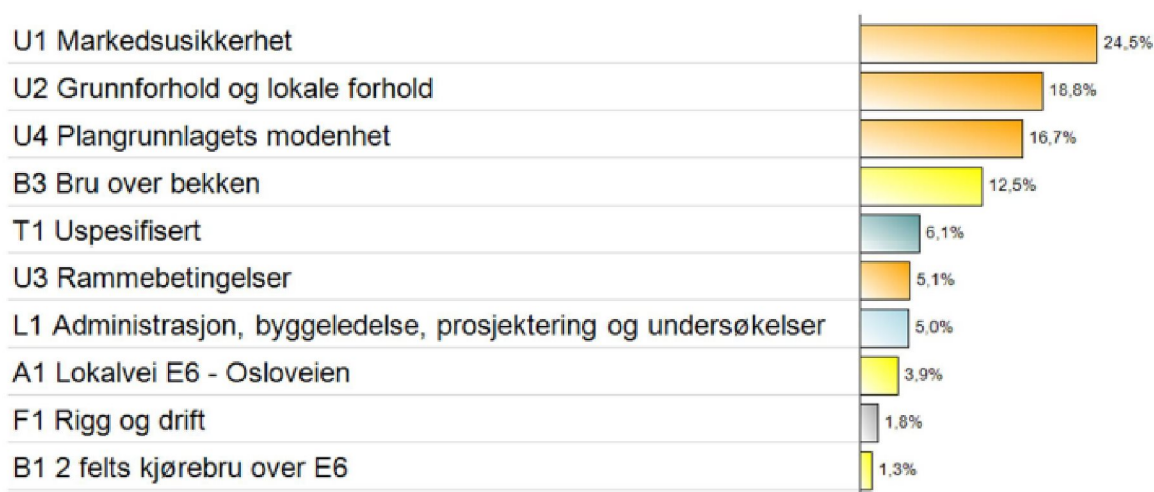 U1 Markedsusikkerhet 24,5%
U2 Grunnforhold og lokale forhold 18,8%
U4 Plangrunnlagets modenhet 16,7%
B3 Bru over bekken 12,5%
T1 Uspesifisert 6,1%
U3 Rammebetingelser 5,1%
L1 Administrasjon, byggeledelse, prosjektering og undersøkelser 5,0%
A1 Lokalvei E6 - Osloveien 3,9%
F1 Rigg og drift 1,8%
B1 2 felts kjørebru over E6 1,3%